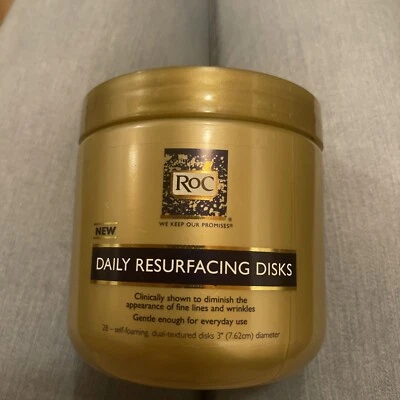 RoC®
WE KEEP OUR PROMISES®
NEW
DAILY RESURFACING DISKS
Clinically shown to diminish the
appearance of fine lines and wrinkles
Gentle enough for everyday use
28 - self-foaming, dual-textured disks 3" (7.62cm) diameter